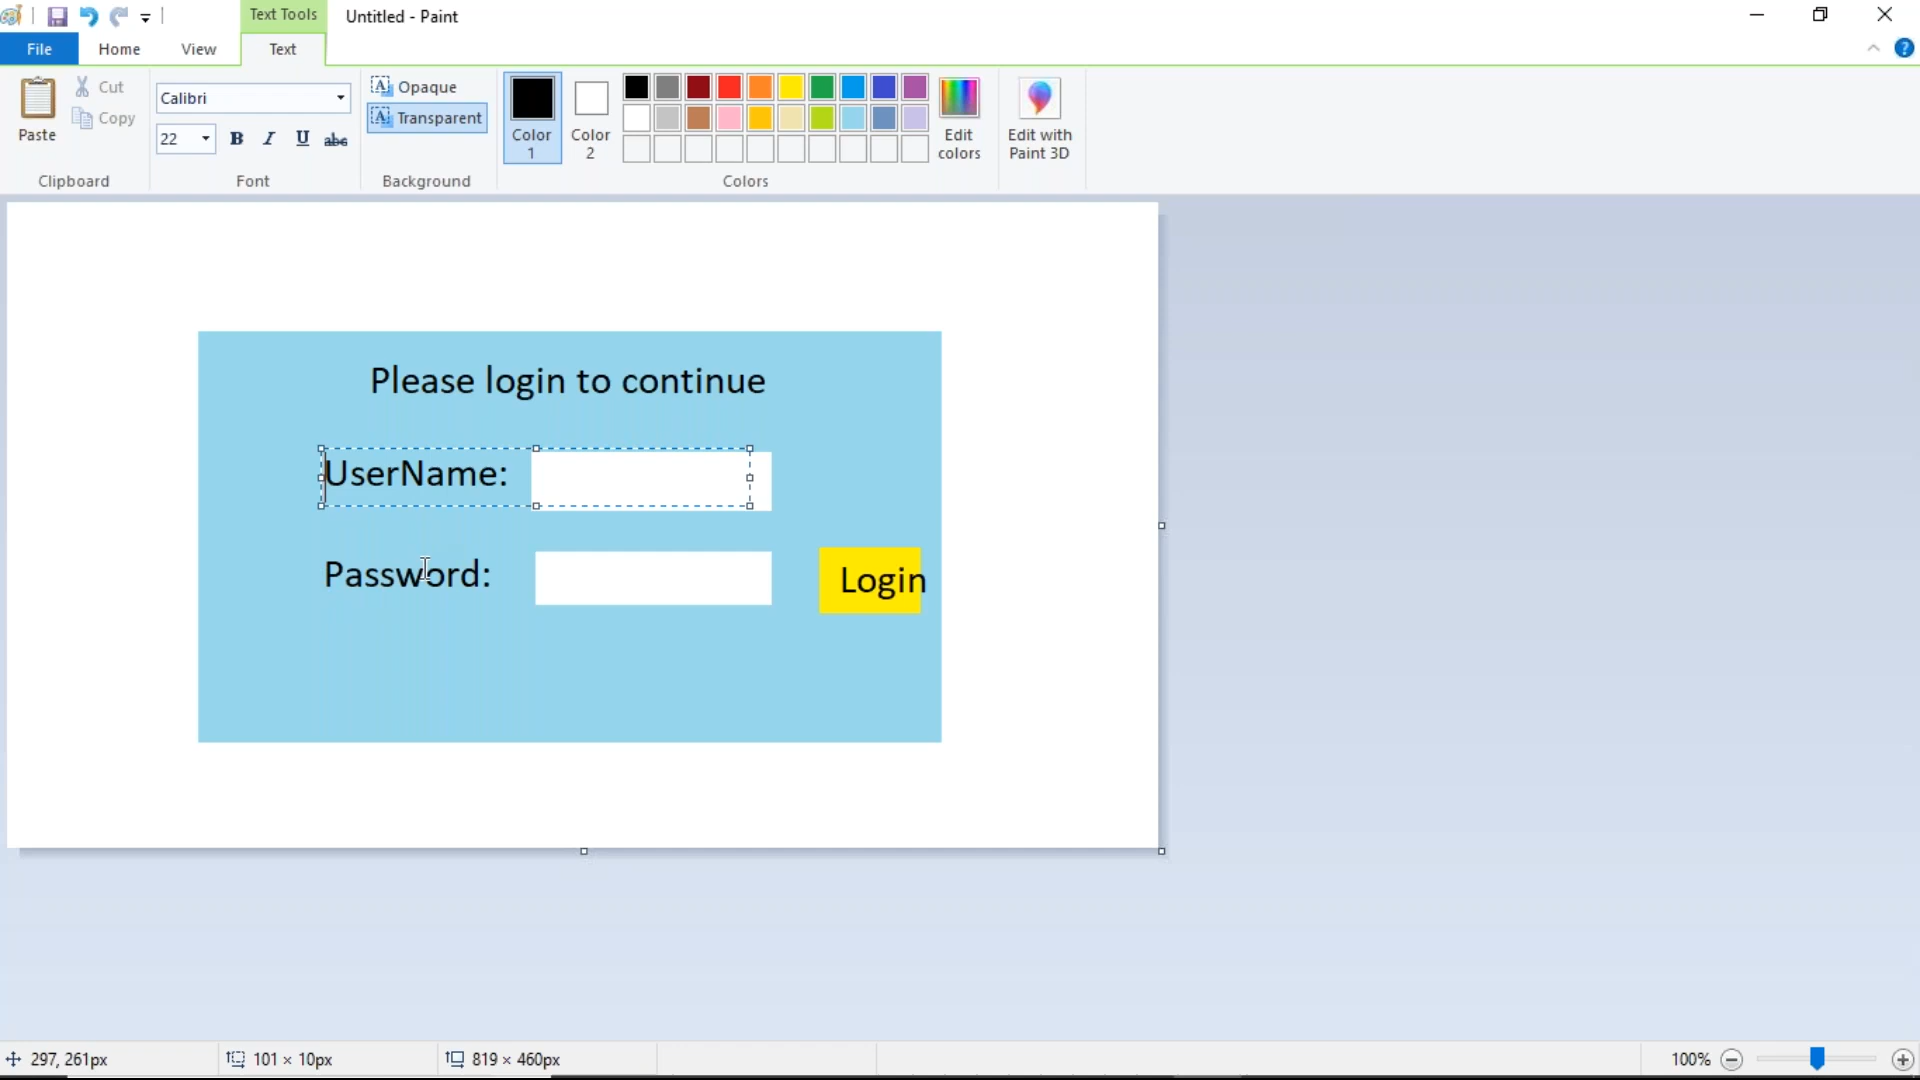 Text Tools
Untitled - Paint
File
Home
View
Text
Paste
Cut
Copy
Clipboard
Calibri
22
B I U abc
Font
A Opaque
A Transparent
Background
Color 1
Color 2
Edit colors
Colors
Edit with Paint 3D
?
Please login to continue
UserName:
Password:
Login
297, 261px
101 × 10px
819 × 460px
100%